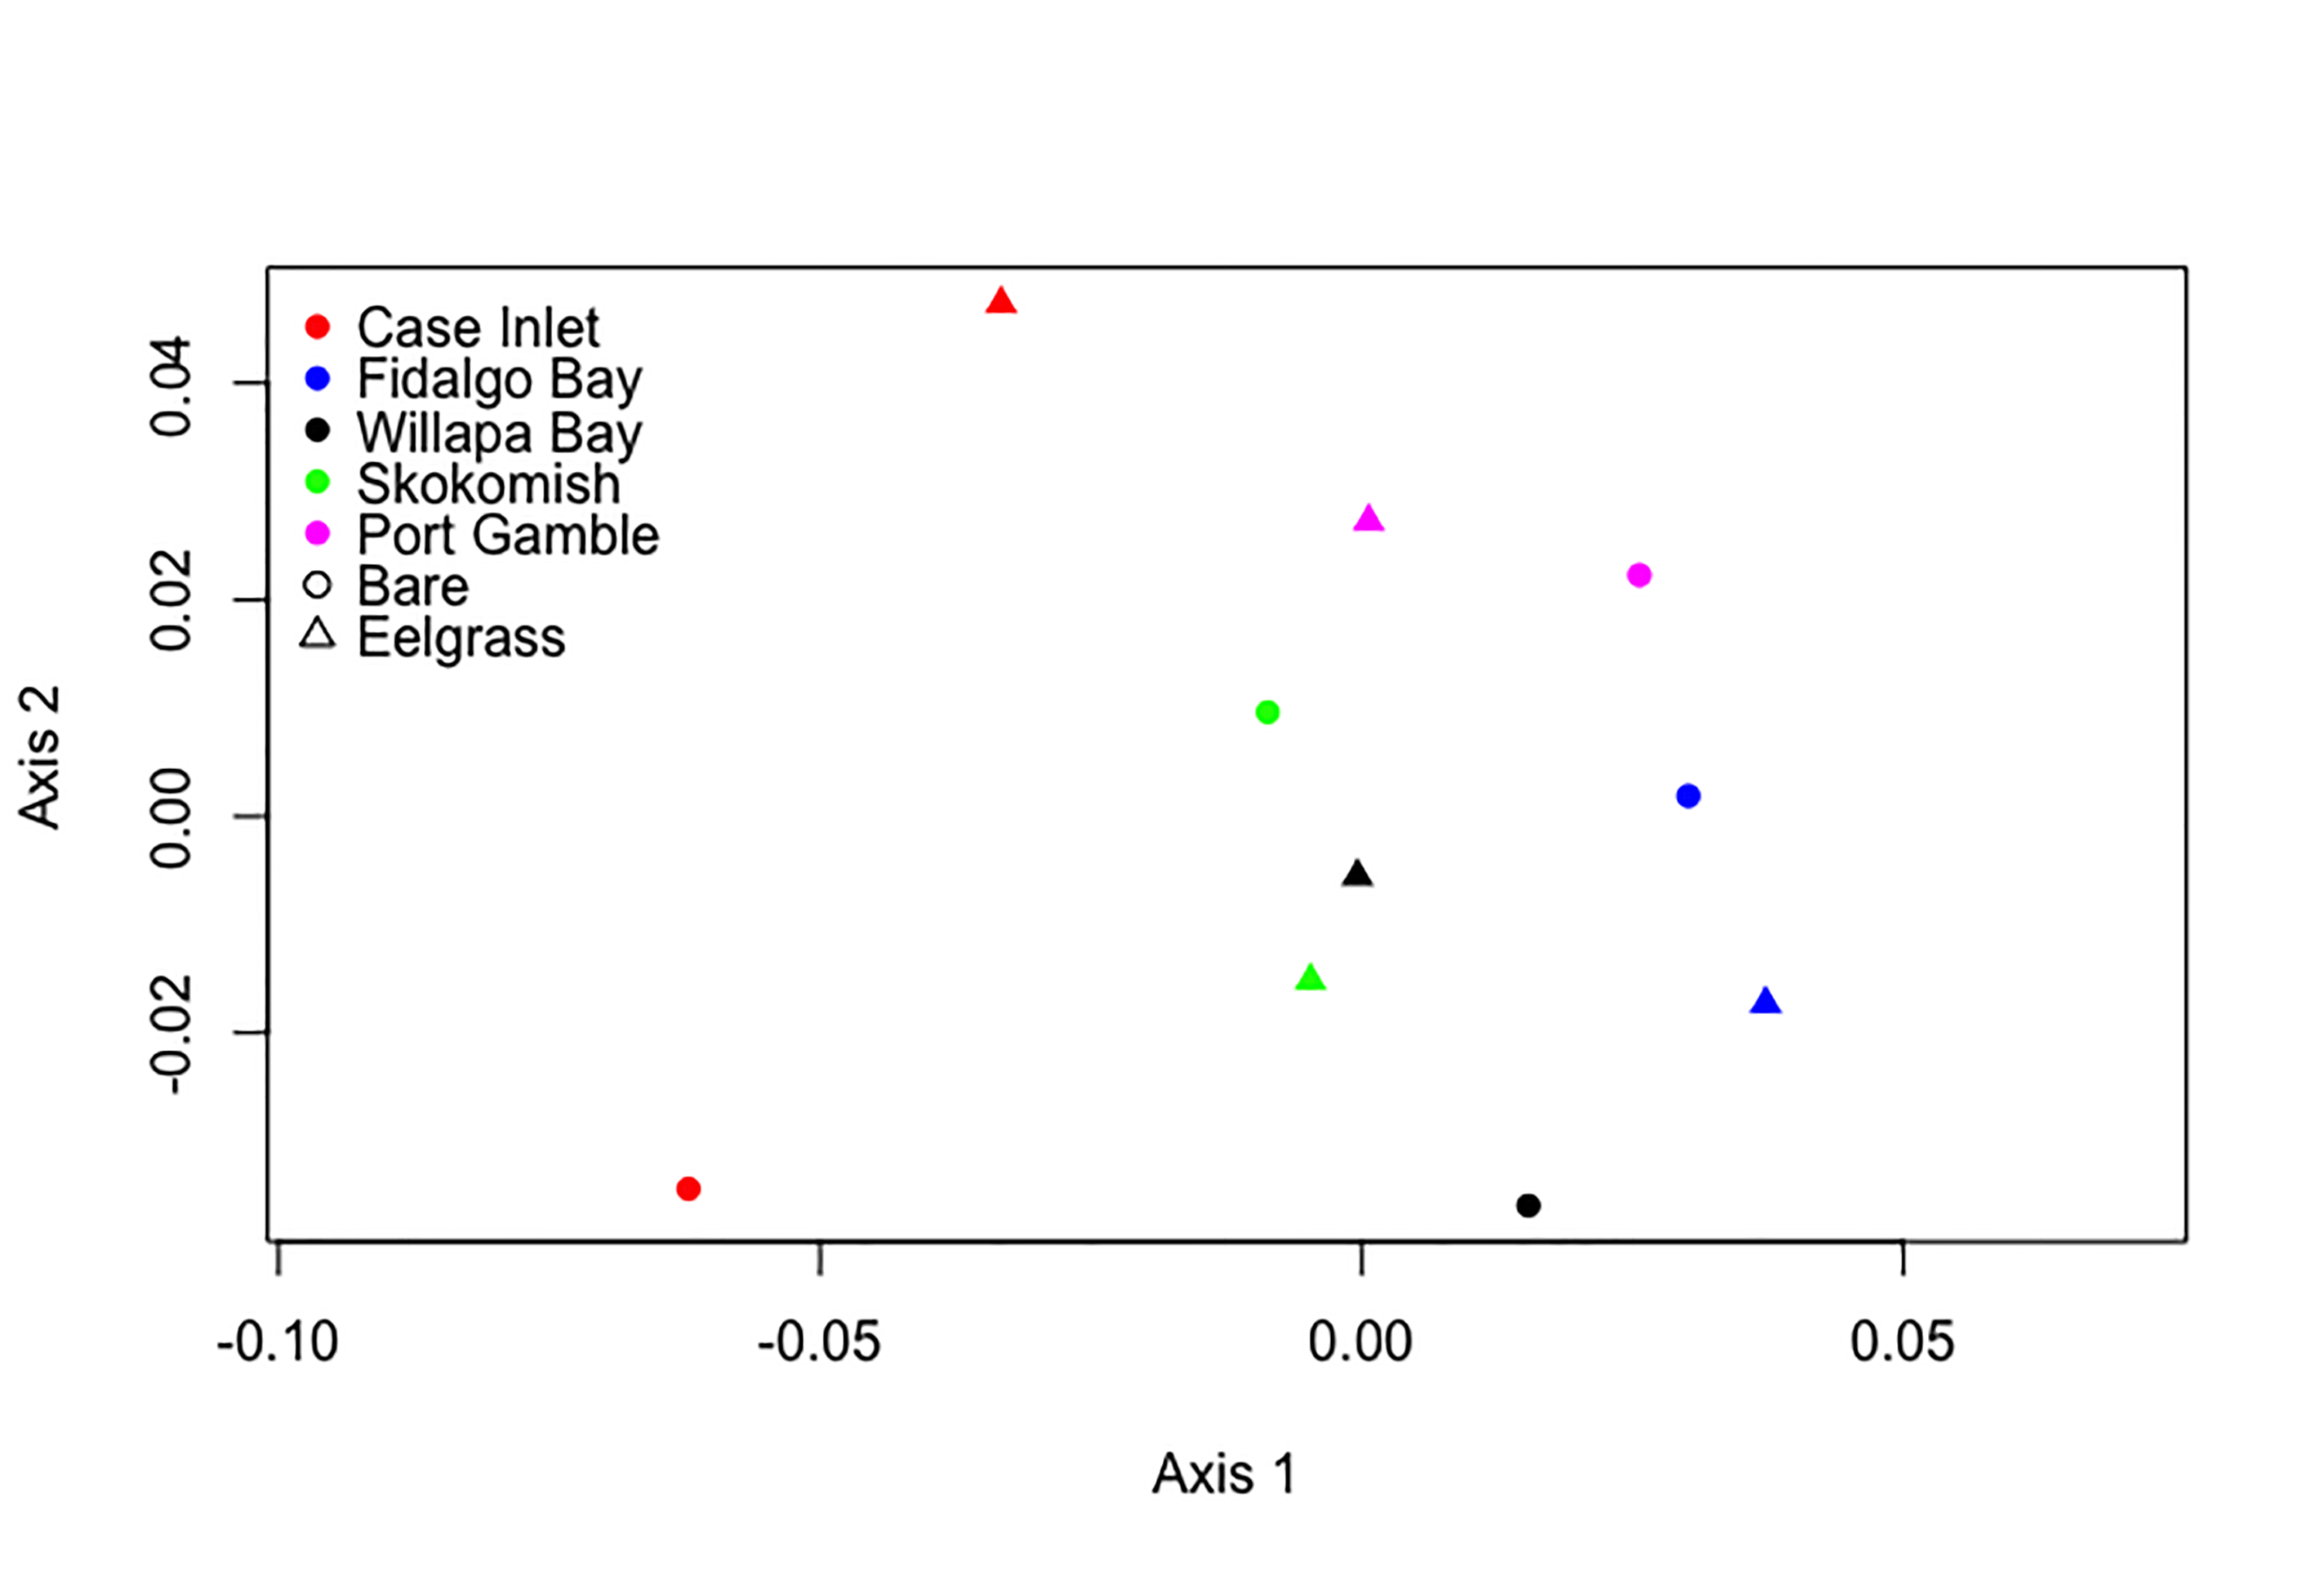 Case Inlet
Fidalgo Bay
Willapa Bay
Skokomish
Port Gamble
Bare
Eelgrass
0.04
0.02
0.00
-0.02
Axis 2
-0.10
-0.05
0.00
0.05
Axis 1